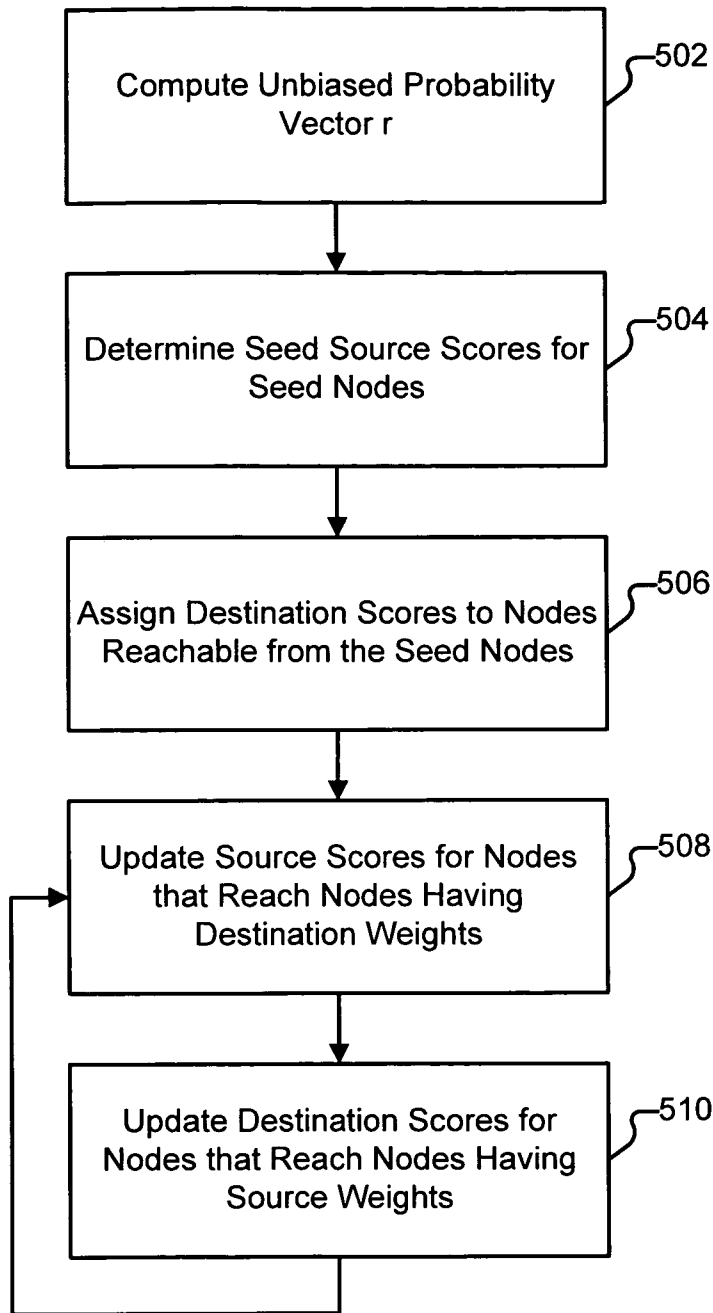 Compute Unbiased Probability
Vector r
502
Determine Seed Source Scores for
Seed Nodes
504
Assign Destination Scores to Nodes
Reachable from the Seed Nodes
506
Update Source Scores for Nodes
that Reach Nodes Having
Destination Weights
508
Update Destination Scores for
Nodes that Reach Nodes Having
Source Weights
510